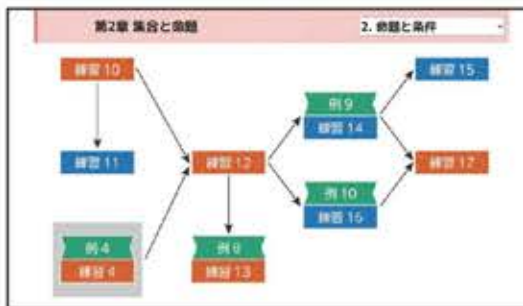 第2章 集合と命題
2. 命題と条件
練習 10
練習 15
例 9
練習 14
練習 11
練習 12
練習 17
例 10
練習 16
例 4
練習 4
例 8
練習 13